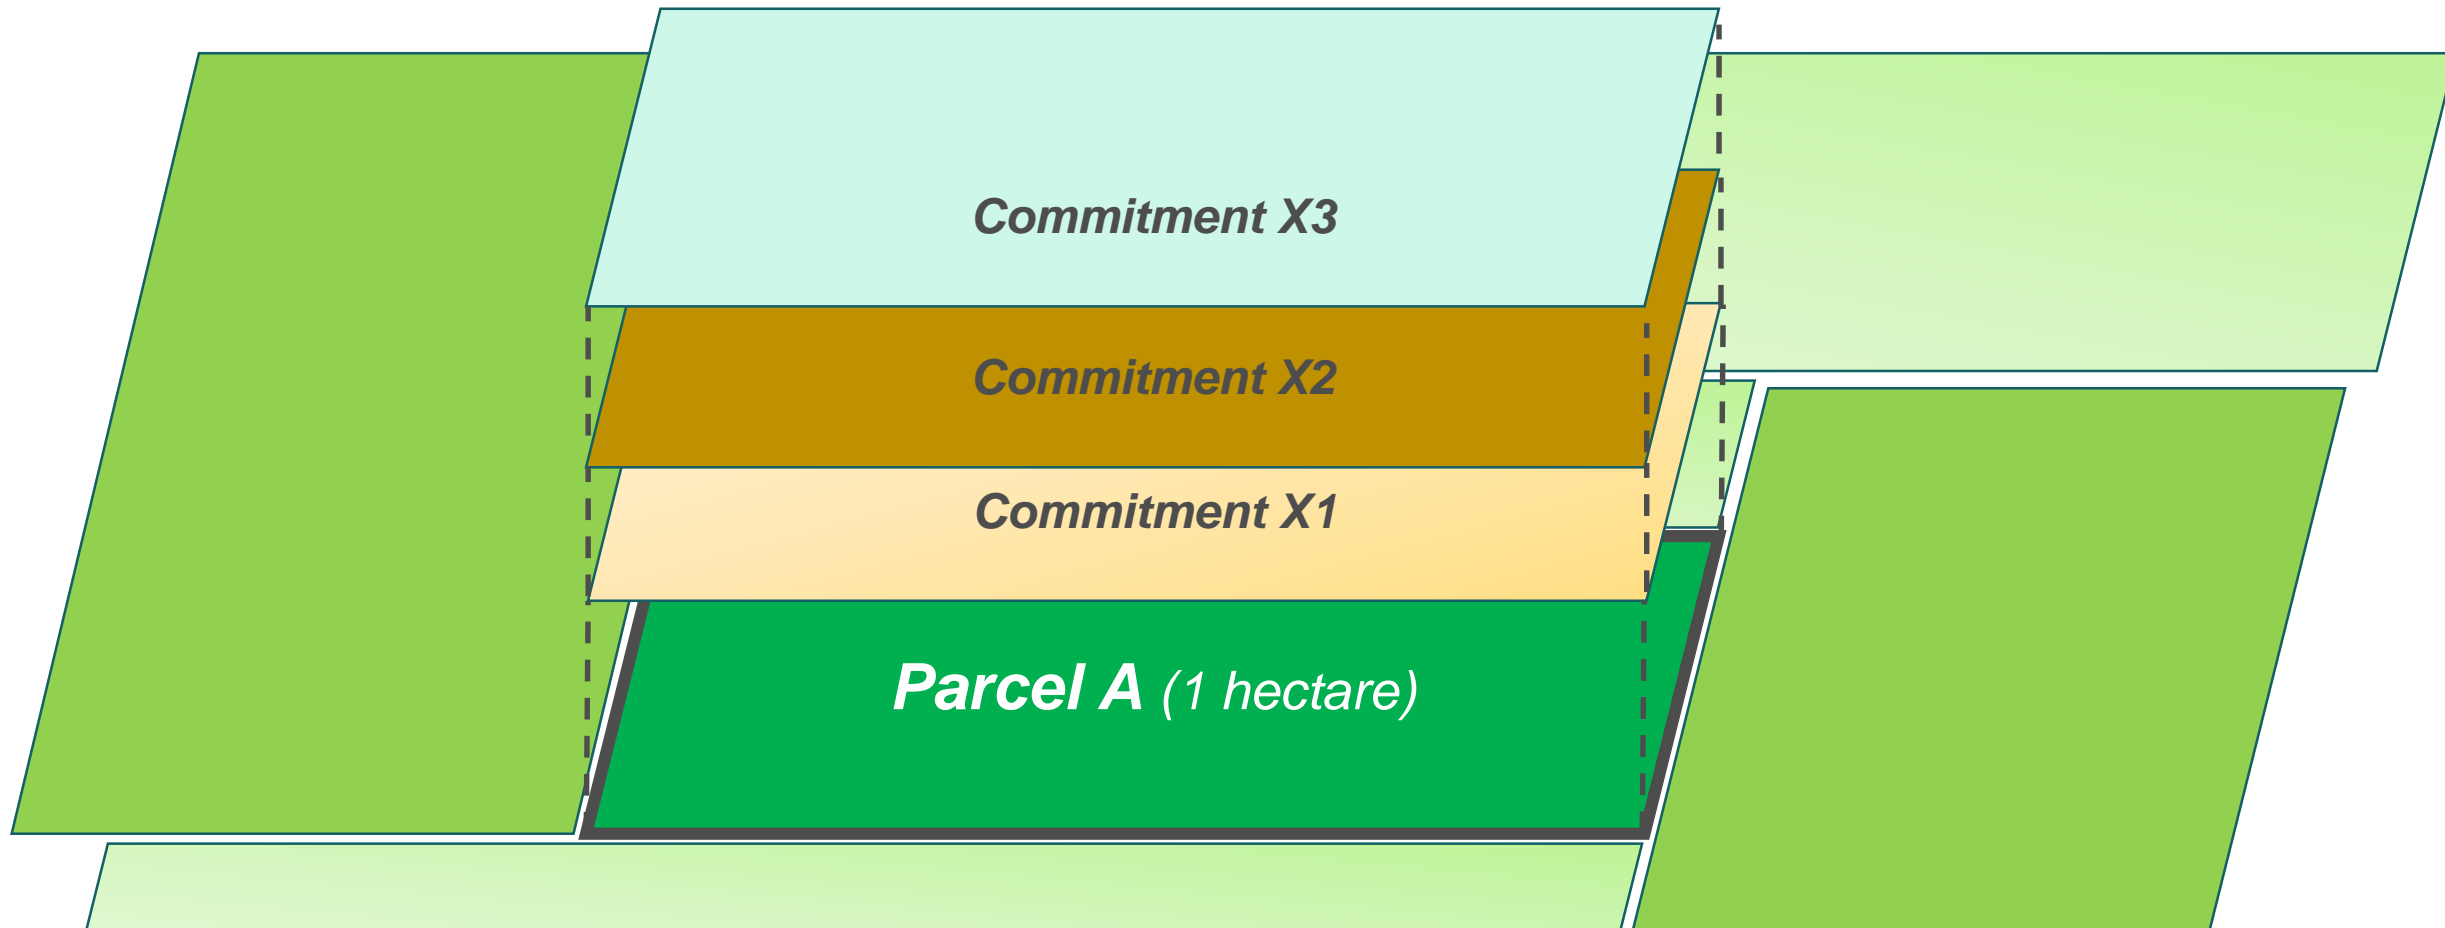 Commitment X3
Commitment X2
Commitment X1
Parcel A (1 hectare)